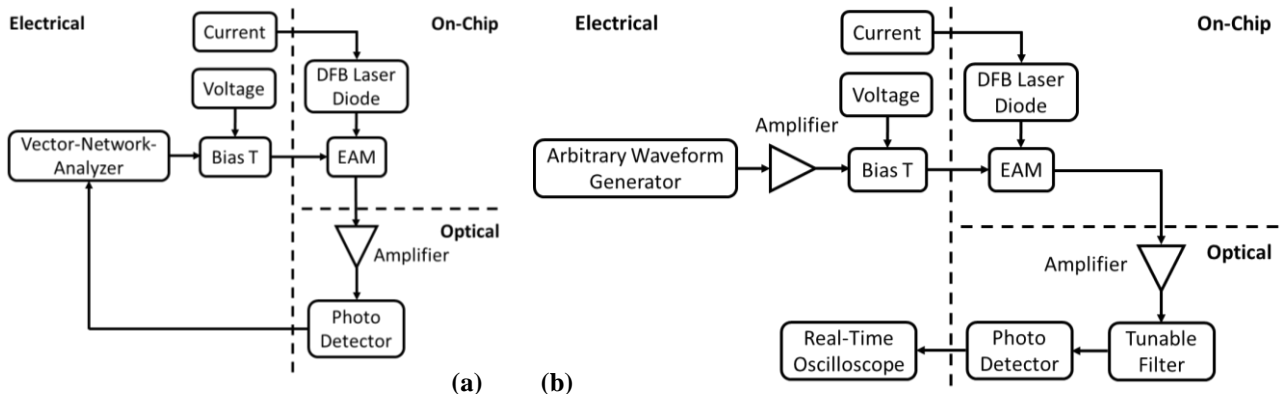 Electrical
On-Chip
Current
DFB Laser
Diode
Voltage
Vector-Network-
Analyzer
Bias T
EAM
Optical
Amplifier
Photo
Detector
(a)
Electrical
On-Chip
Current
DFB Laser
Diode
Voltage
Amplifier
Arbitrary Waveform
Generator
Bias T
EAM
Optical
Amplifier
Real-Time
Oscilloscope
Photo
Detector
Tunable
Filter
(b)